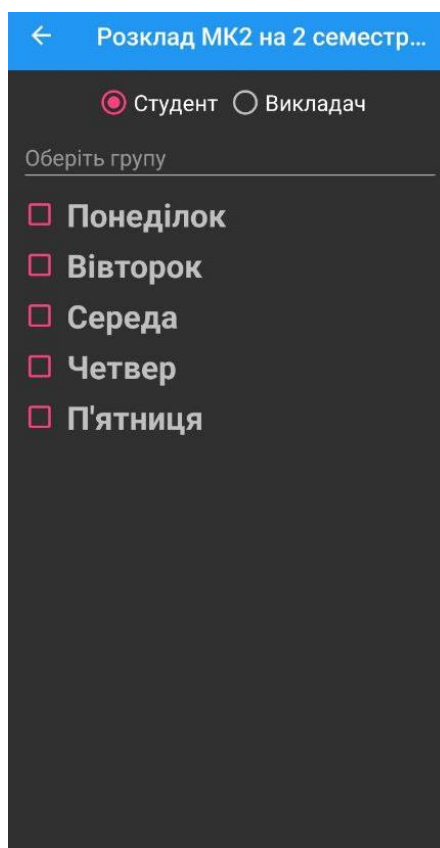 Розклад МК2 на 2 семестр...
Студент Викладач
Оберіть групу
Понеділок
Вівторок
Середа
Четвер
П'ятниця